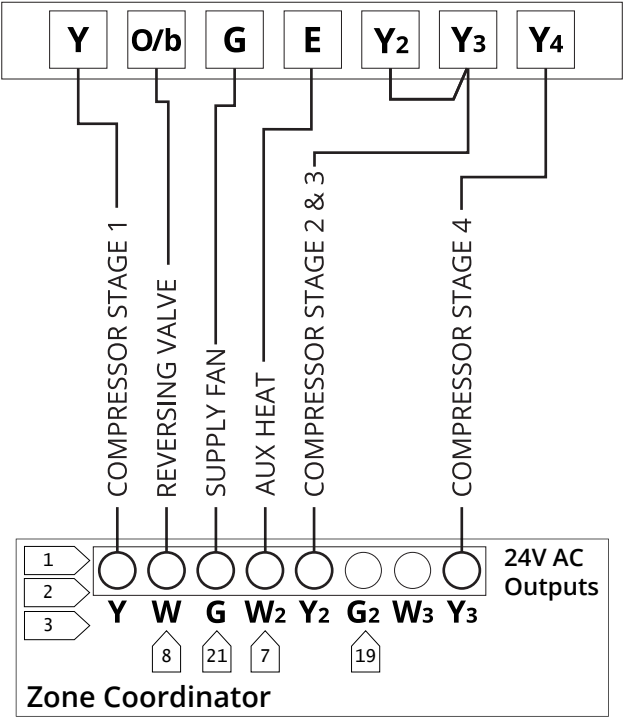 Y O/b G E Y2 Y3 Y4
COMPRESSOR STAGE 1
REVERSING VALVE
SUPPLY FAN
AUX HEAT
COMPRESSOR STAGE 2 & 3
COMPRESSOR STAGE 4
1
2
3
24V AC
Outputs
Y W G W2 Y2 G2 W3 Y3
8 21 7 19
Zone Coordinator